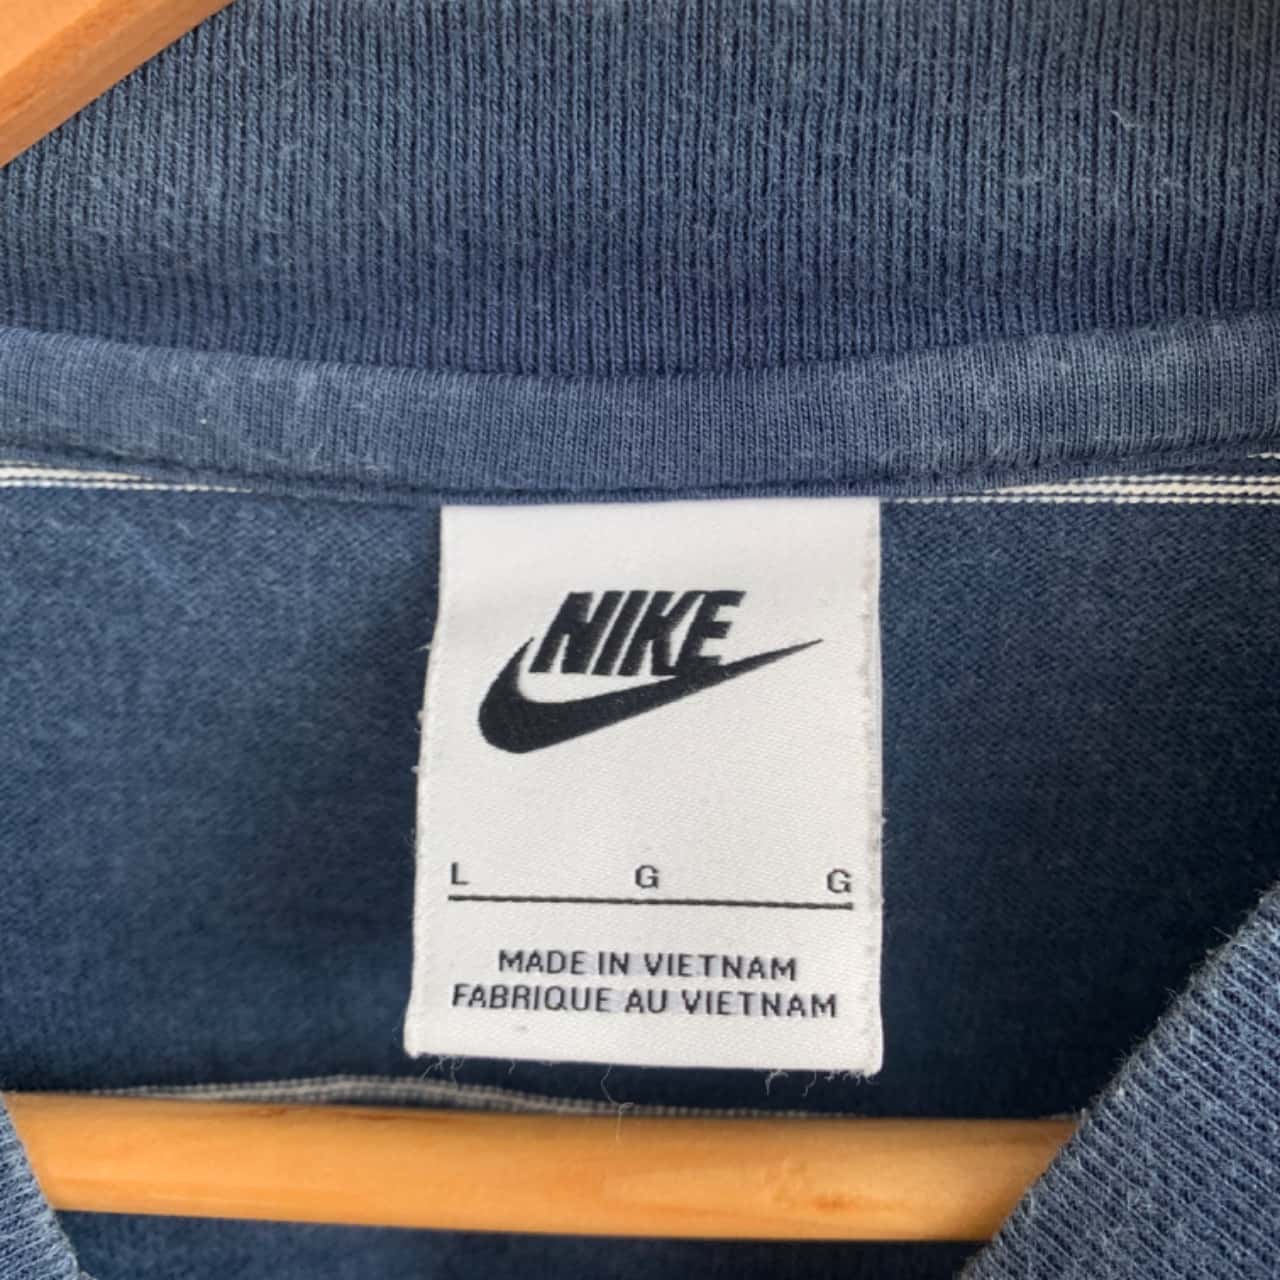 NIKE
L G G
MADE IN VIETNAM
FABRIQUE AU VIETNAM